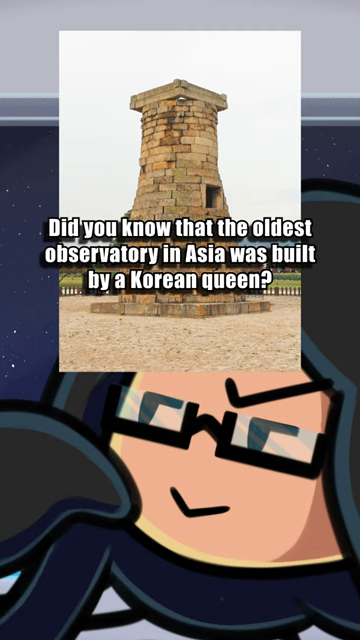 Did you know that the oldest
observatory in Asia was built
by a Korean queen?